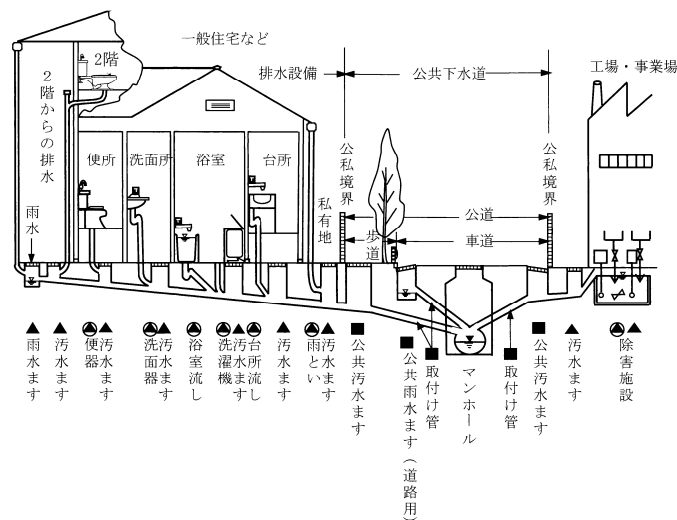 一般住宅など
2階
排水設備
公共下水道
工場・事業場
2階からの排水
便所
洗面所
浴室
台所
公私境界
公私境界
私有地
雨水
公道
歩道
車道
雨水ます
汚水ます
便器
汚水ます
洗面器
汚水ます
浴室流し
洗濯機
汚水ます
台所流し
汚水ます
雨とい
汚水ます
公共汚水ます
公共雨水ます(道路用)
取付け管
マンホール
取付け管
公共汚水ます
汚水ます
除害施設